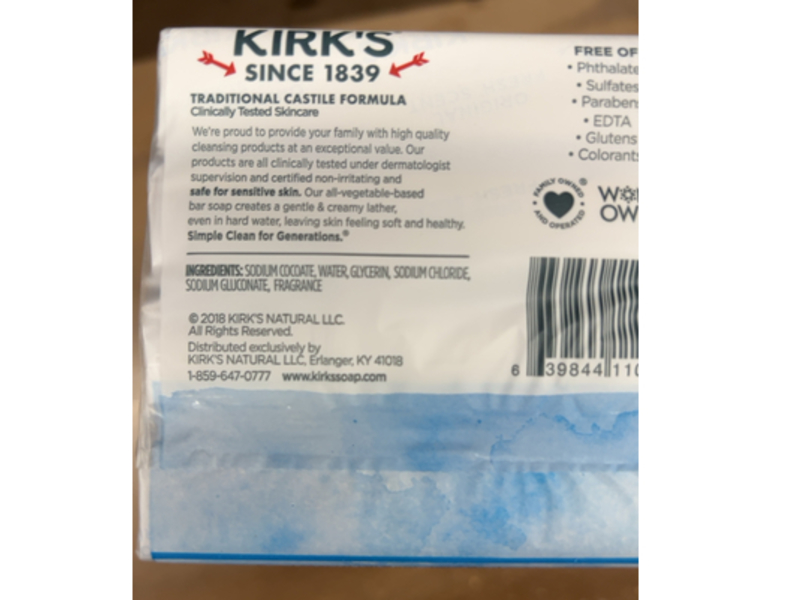 KIRK'S
SINCE 1839
TRADITIONAL CASTILE FORMULA
Clinically Tested Skincare
We're proud to provide your family with high quality
cleansing products at an exceptional value. Our
products are all clinically tested under dermatologist
supervision and certified non-irritating and
safe for sensitive skin. Our all-vegetable-based
bar soap creates a gentle & creamy lather,
even in hard water, leaving skin feeling soft and healthy.
Simple Clean for Generations.®
INGREDIENTS: SODIUM COCOATE, WATER, GLYCERIN, SODIUM CHLORIDE,
SODIUM GLUCONATE, FRAGRANCE
© 2018 KIRK'S NATURAL LLC.
All Rights Reserved.
Distributed exclusively by
KIRK'S NATURAL LLC, Erlanger, KY 41018
1-859-647-0777 www.kirkssoap.com
FREE OF
• Phthalate
• Sulfates
• Paraben
• EDTA
• Glutens
• Colorants
FAMILY OWNED
AND OPERATED
WO
OW
6 39844 110